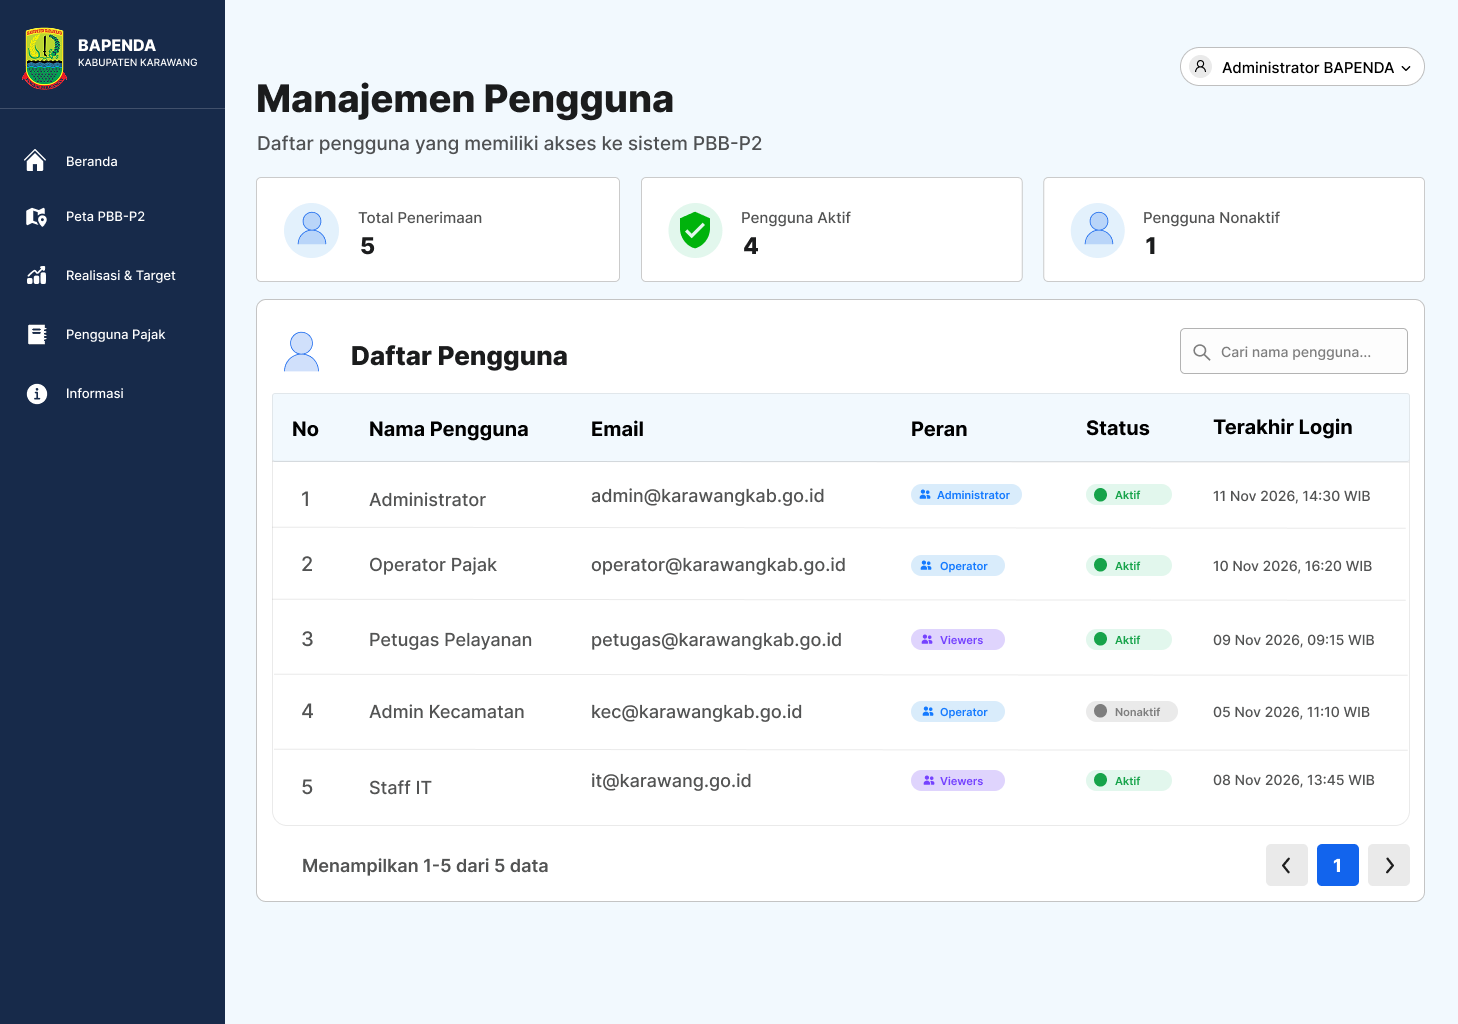 BAPENDA
KABUPATEN KARAWANG
Beranda
Peta PBB-P2
Realisasi & Target
Pengguna Pajak
Informasi
Administrator BAPENDA
Manajemen Pengguna
Daftar pengguna yang memiliki akses ke sistem PBB-P2
Total Penerimaan
5
Pengguna Aktif
4
Pengguna Nonaktif
1
Daftar Pengguna
Cari nama pengguna...
No Nama Pengguna Email Peran Status Terakhir Login
1 Administrator admin@karawangkab.go.id Administrator Aktif 11 Nov 2026, 14:30 WIB
2 Operator Pajak operator@karawangkab.go.id Operator Aktif 10 Nov 2026, 16:20 WIB
3 Petugas Pelayanan petugas@karawangkab.go.id Viewers Aktif 09 Nov 2026, 09:15 WIB
4 Admin Kecamatan kec@karawangkab.go.id Operator Nonaktif 05 Nov 2026, 11:10 WIB
5 Staff IT it@karawang.go.id Viewers Aktif 08 Nov 2026, 13:45 WIB
Menampilkan 1-5 dari 5 data
1